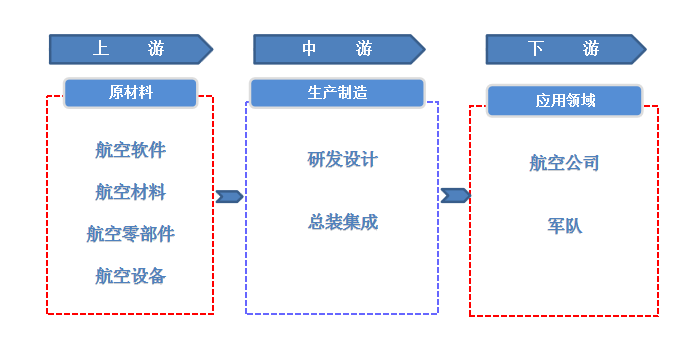 上 游
中 游
下 游
原材料
生产制造
应用领域
航空软件
航空材料
航空零部件
航空设备
研发设计
总装集成
航空公司
军队